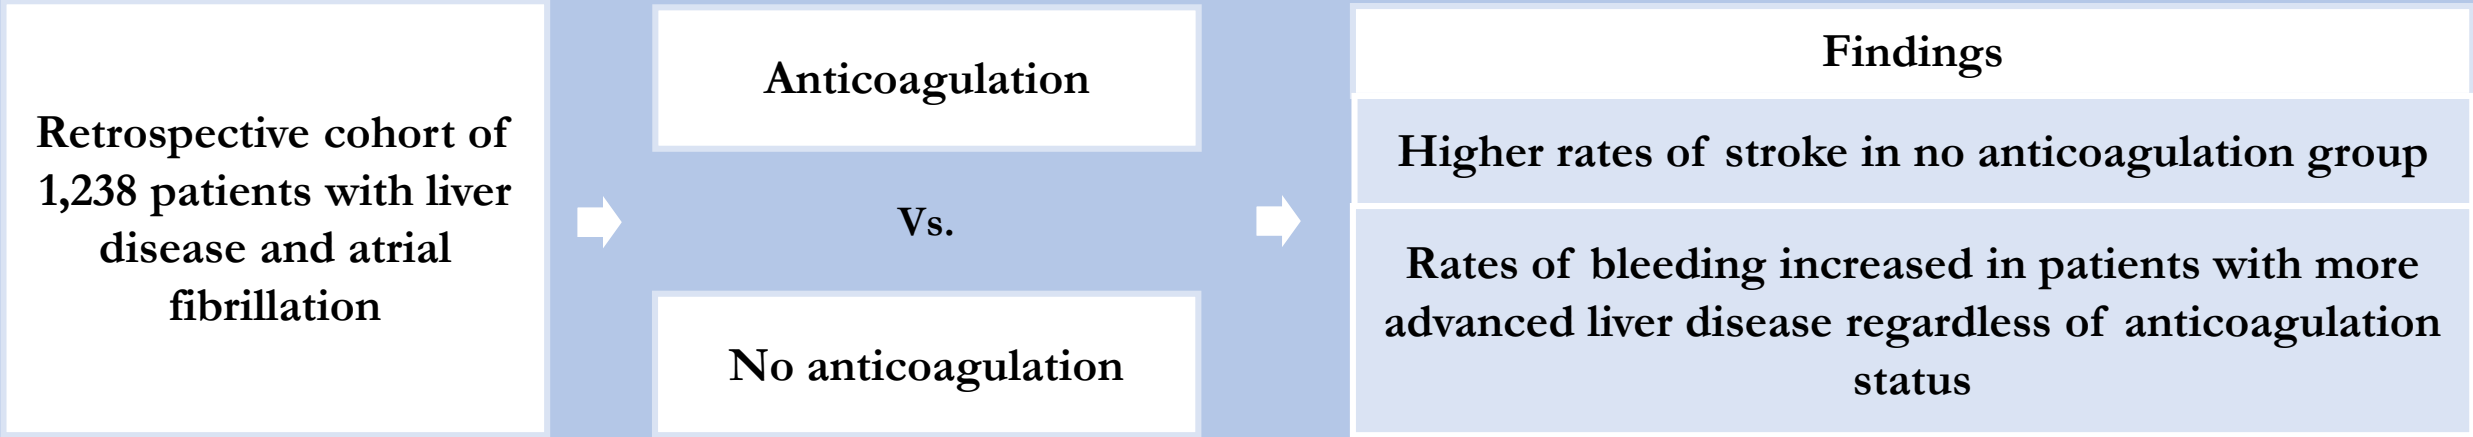 Retrospective cohort of
1,238 patients with liver
disease and atrial
fibrillation
Anticoagulation
Vs.
No anticoagulation
Findings
Higher rates of stroke in no anticoagulation group
Rates of bleeding increased in patients with more
advanced liver disease regardless of anticoagulation
status